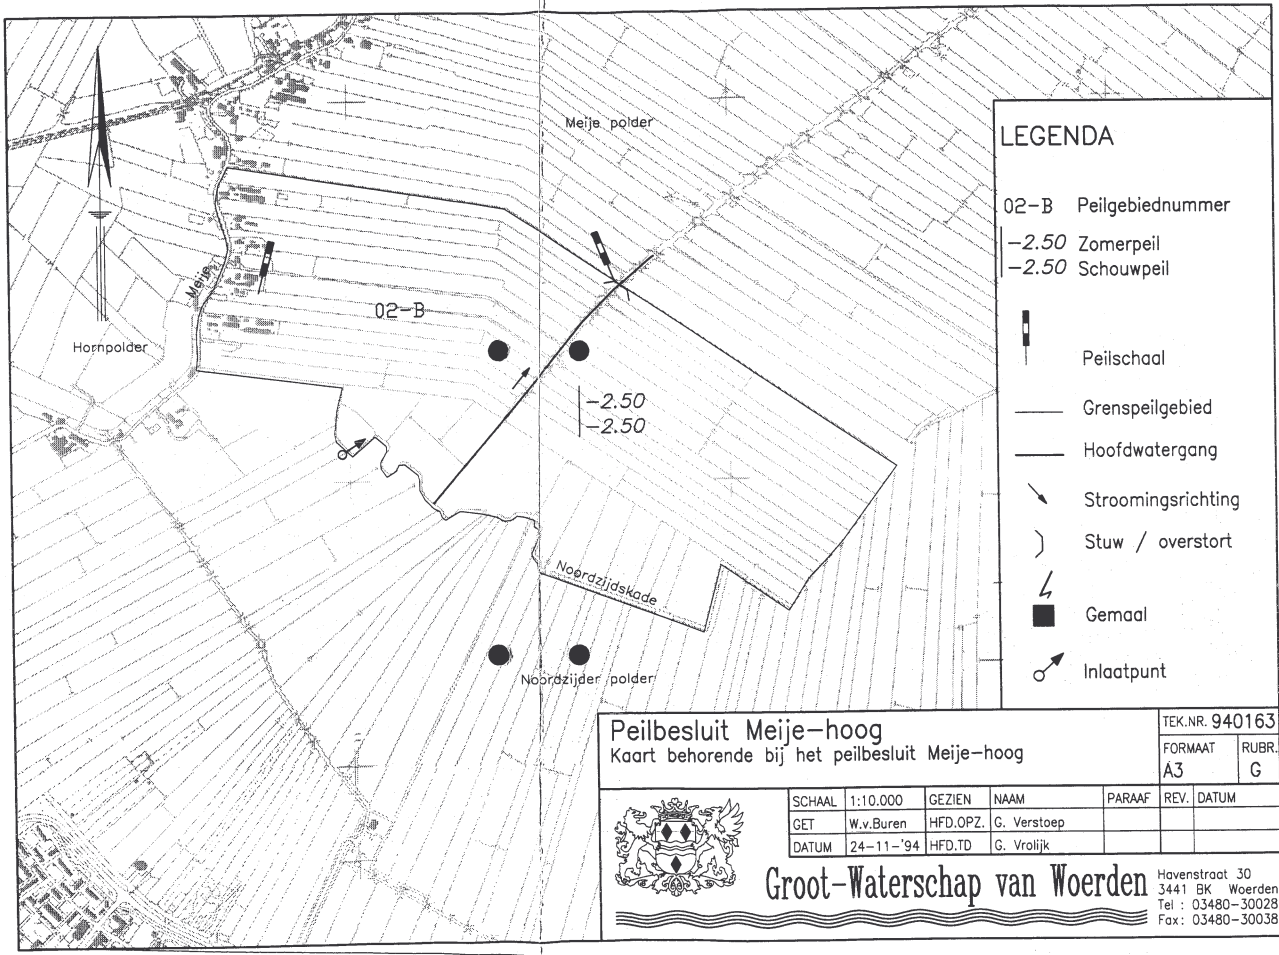 Meije polder
Meije
02-B
Hornpolder
-2.50
-2.50
Noordzijdskade
Noordzijder polder
LEGENDA
02-B Peilgebiednummer
-2.50 Zomerpeil
-2.50 Schouwpeil
Peilschaal
Grenspeilgebied
Hoofdwatergang
Stroomingsrichting
Stuw / overstort
Gemaal
Inlaatpunt
Peilbesluit Meije-hoog
Kaart behorende bij het peilbesluit Meije-hoog
TEK.NR. 940163
FORMAAT RUBR.
A3 G
SCHAAL 1:10.000 GEZIEN NAAM PARAAF REV. DATUM
GET W.v.Buren HFD.OPZ. G. Verstoep
DATUM 24-11-'94 HFD.TD G. Vrolijk
Groot-Waterschap van Woerden
Havenstraat 30
3441 BK Woerden
Tel : 03480-30028
Fax: 03480-30038